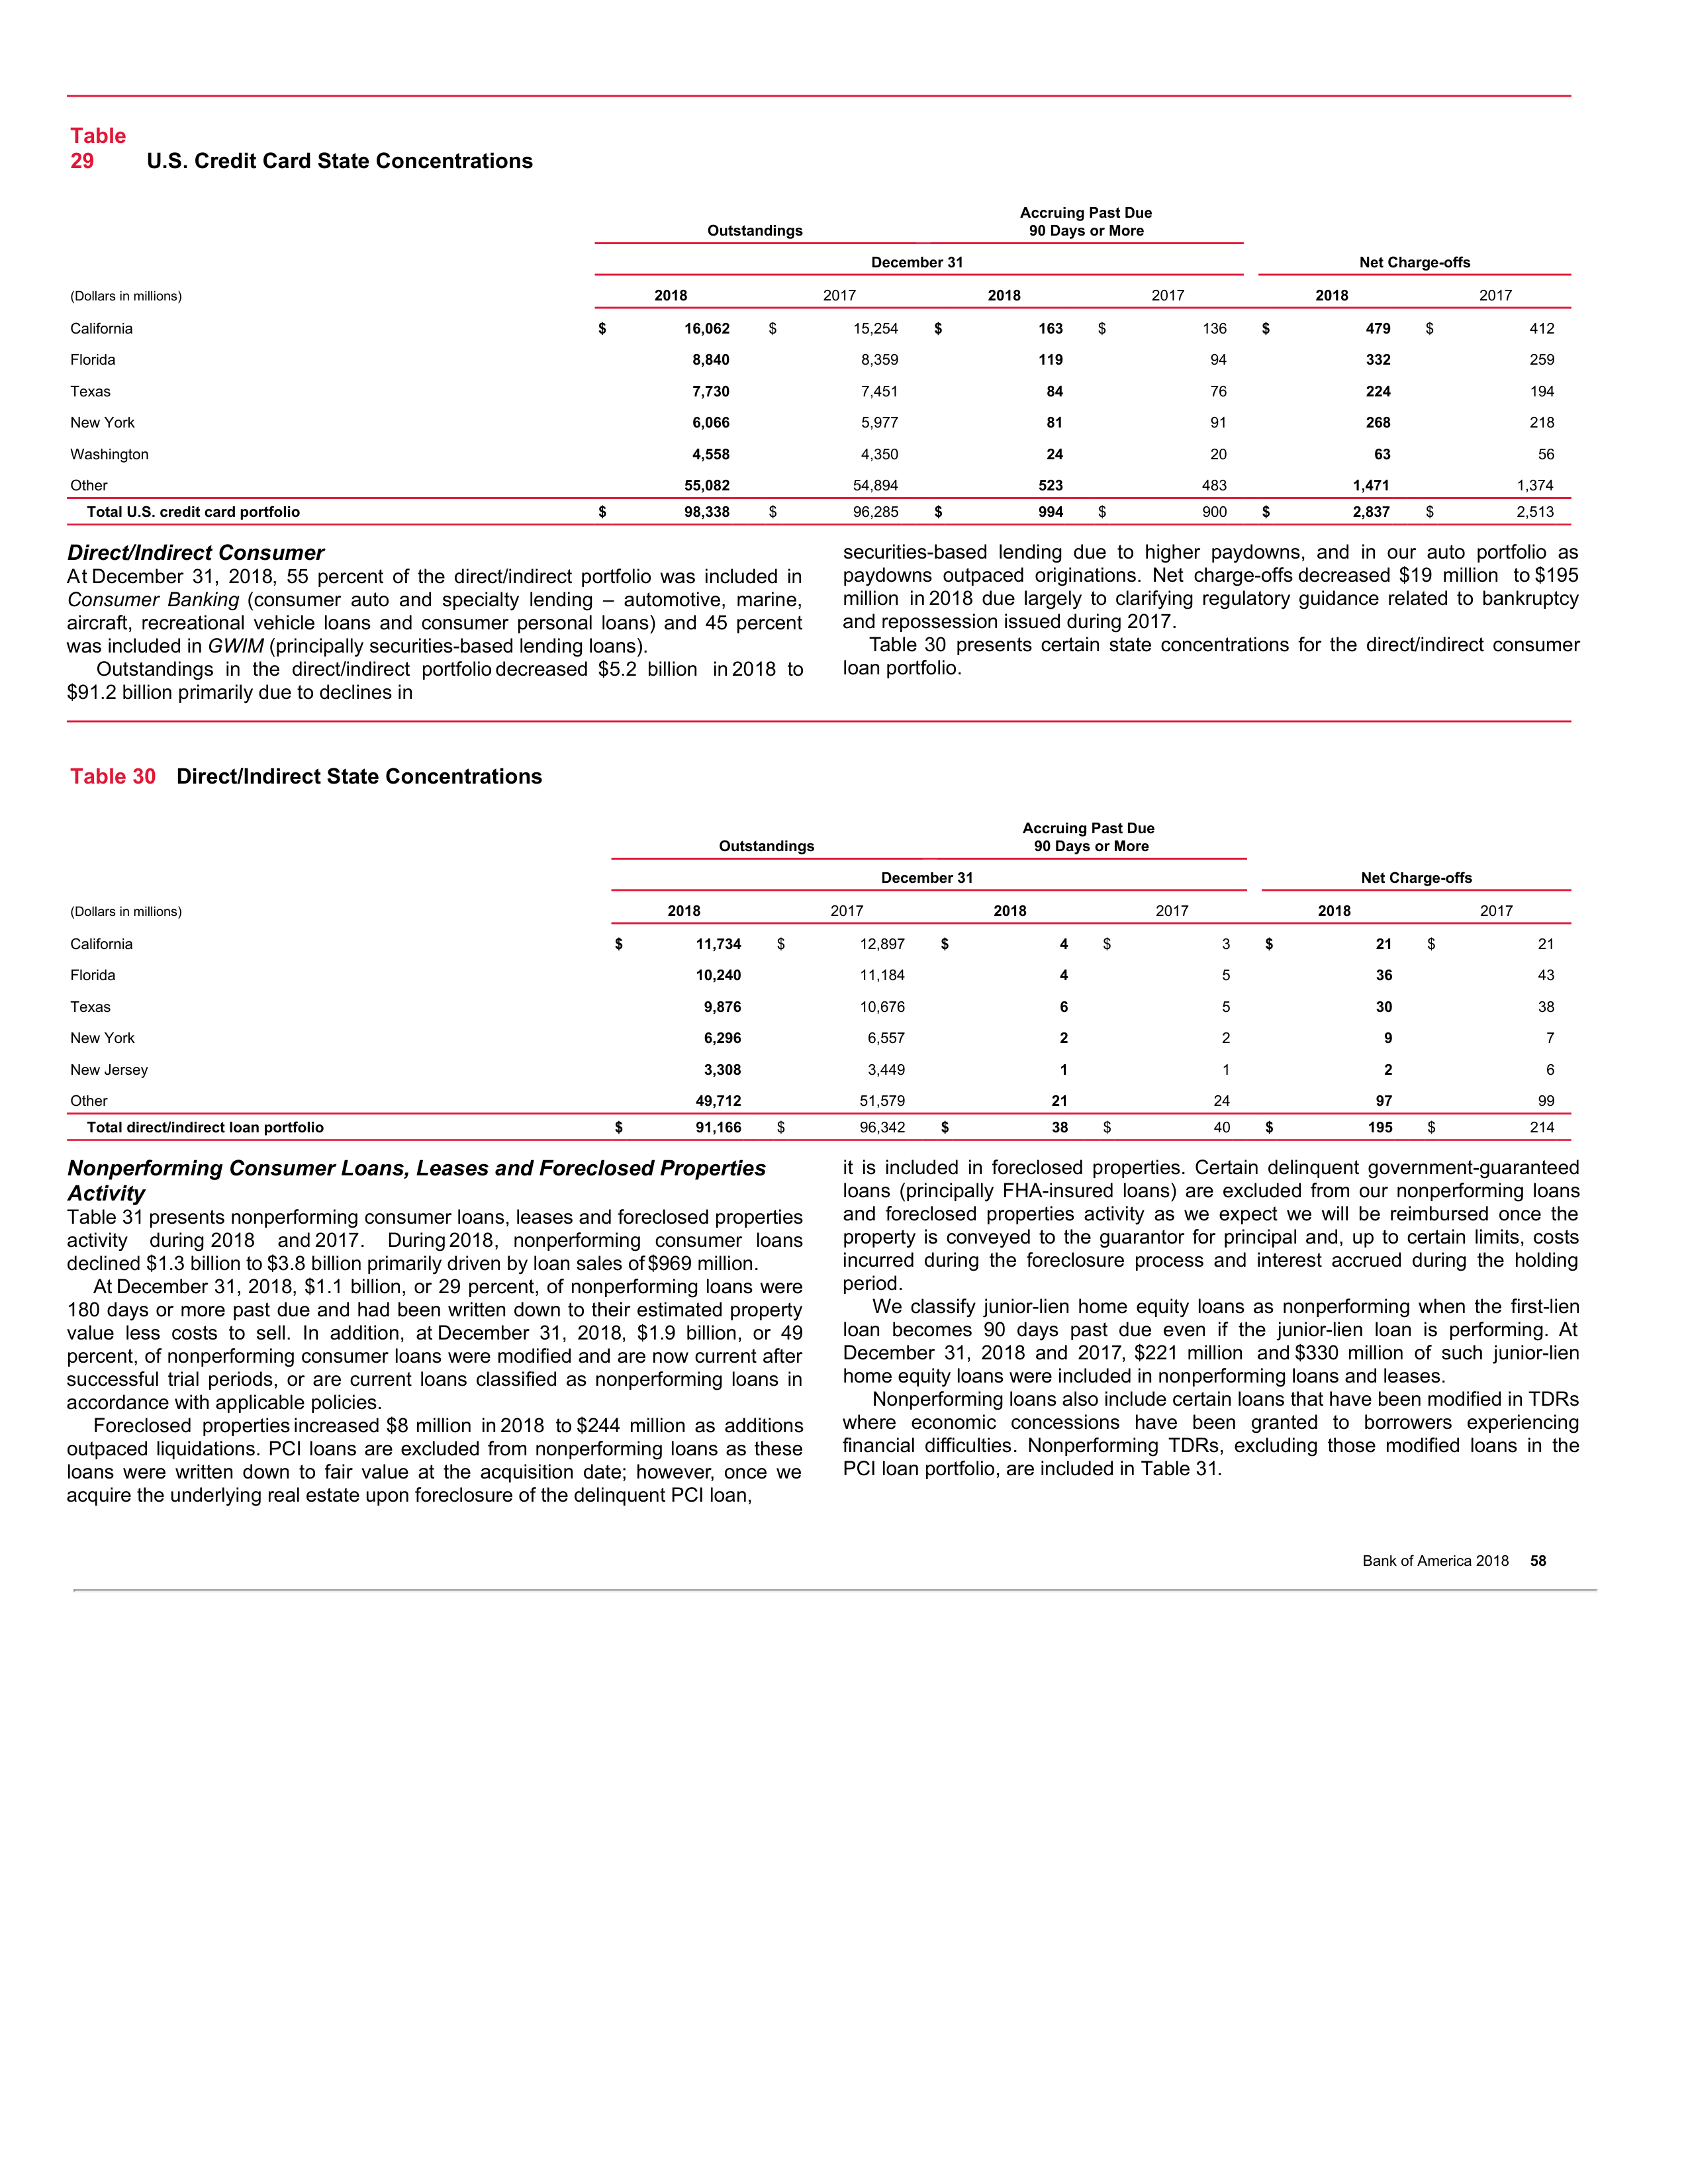 Table
29 U.S. Credit Card State Concentrations
Outstandings Accruing Past Due
90 Days or More
December 31 Net Charge-offs
(Dollars in millions) 2018 2017 2018 2017 2018 2017
California $ 16,062 $ 15,254 $ 163 $ 136 $ 479 $ 412
Florida 8,840 8,359 119 94 332 259
Texas 7,730 7,451 84 76 224 194
New York 6,066 5,977 81 91 268 218
Washington 4,558 4,350 24 20 63 56
Other 55,082 54,894 523 483 1,471 1,374
Total U.S. credit card portfolio $ 98,338 $ 96,285 $ 994 $ 900 $ 2,837 $ 2,513
Direct/Indirect Consumer
At December 31, 2018, 55 percent of the direct/indirect portfolio was included in
Consumer Banking (consumer auto and specialty lending – automotive, marine,
aircraft, recreational vehicle loans and consumer personal loans) and 45 percent
was included in GWIM (principally securities-based lending loans).
Outstandings in the direct/indirect portfolio decreased $5.2 billion in 2018 to
$91.2 billion primarily due to declines in
securities-based lending due to higher paydowns, and in our auto portfolio as
paydowns outpaced originations. Net charge-offs decreased $19 million to $195
million in 2018 due largely to clarifying regulatory guidance related to bankruptcy
and repossession issued during 2017.
Table 30 presents certain state concentrations for the direct/indirect consumer
loan portfolio.
Table 30 Direct/Indirect State Concentrations
Outstandings Accruing Past Due
90 Days or More
December 31 Net Charge-offs
(Dollars in millions) 2018 2017 2018 2017 2018 2017
California $ 11,734 $ 12,897 $ 4 $ 3 $ 21 $ 21
Florida 10,240 11,184 4 5 36 43
Texas 9,876 10,676 6 5 30 38
New York 6,296 6,557 2 2 9 7
New Jersey 3,308 3,449 1 1 2 6
Other 49,712 51,579 21 24 97 99
Total direct/indirect loan portfolio $ 91,166 $ 96,342 $ 38 $ 40 $ 195 $ 214
Nonperforming Consumer Loans, Leases and Foreclosed Properties
Activity
Table 31 presents nonperforming consumer loans, leases and foreclosed properties
activity during 2018 and 2017. During 2018, nonperforming consumer loans
declined $1.3 billion to $3.8 billion primarily driven by loan sales of $969 million.
At December 31, 2018, $1.1 billion, or 29 percent, of nonperforming loans were
180 days or more past due and had been written down to their estimated property
value less costs to sell. In addition, at December 31, 2018, $1.9 billion, or 49
percent, of nonperforming consumer loans were modified and are now current after
successful trial periods, or are current loans classified as nonperforming loans in
accordance with applicable policies.
Foreclosed properties increased $8 million in 2018 to $244 million as additions
outpaced liquidations. PCI loans are excluded from nonperforming loans as these
loans were written down to fair value at the acquisition date; however, once we
acquire the underlying real estate upon foreclosure of the delinquent PCI loan,
it is included in foreclosed properties. Certain delinquent government-guaranteed
loans (principally FHA-insured loans) are excluded from our nonperforming loans
and foreclosed properties activity as we expect we will be reimbursed once the
property is conveyed to the guarantor for principal and, up to certain limits, costs
incurred during the foreclosure process and interest accrued during the holding
period.
We classify junior-lien home equity loans as nonperforming when the first-lien
loan becomes 90 days past due even if the junior-lien loan is performing. At
December 31, 2018 and 2017, $221 million and $330 million of such junior-lien
home equity loans were included in nonperforming loans and leases.
Nonperforming loans also include certain loans that have been modified in TDRs
where economic concessions have been granted to borrowers experiencing
financial difficulties. Nonperforming TDRs, excluding those modified loans in the
PCI loan portfolio, are included in Table 31.
Bank of America 2018 58